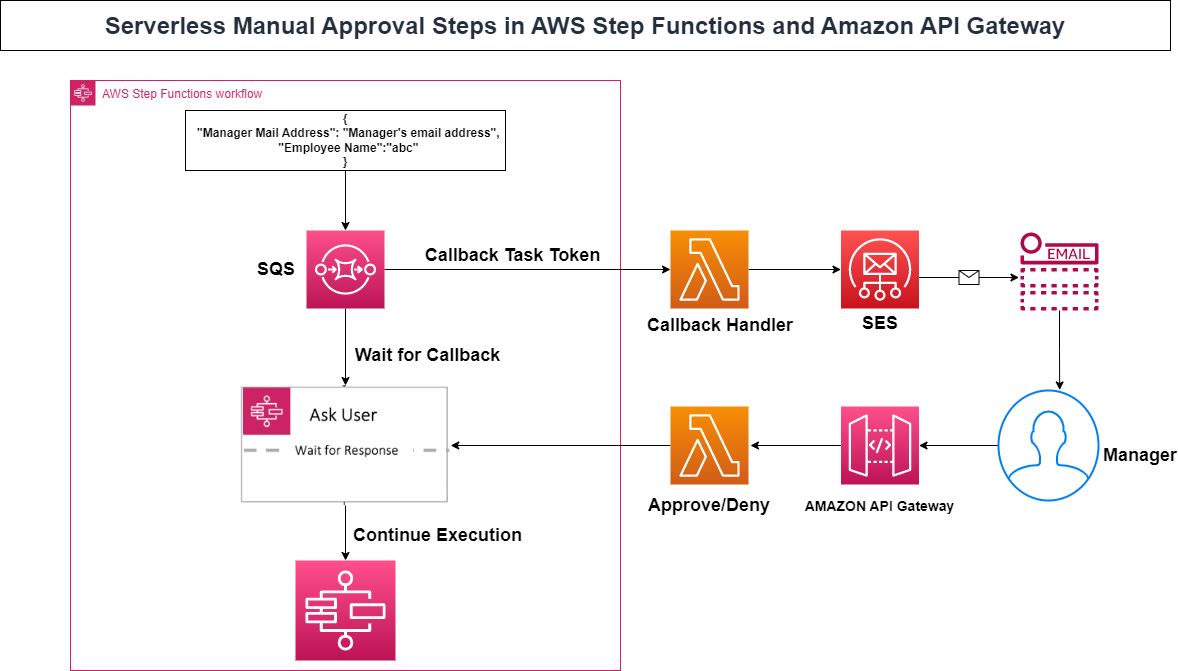 Serverless Manual Approval Steps in AWS Step Functions and Amazon API Gateway
AWS Step Functions workflow
{
"Manager Mail Address": "Manager's email address",
"Employee Name":"abc"
}
SQS
Callback Task Token
Callback Handler
SES
EMAIL
Wait for Callback
Ask User
Wait for Response
Approve/Deny
</>
AMAZON API Gateway
Manager
Continue Execution